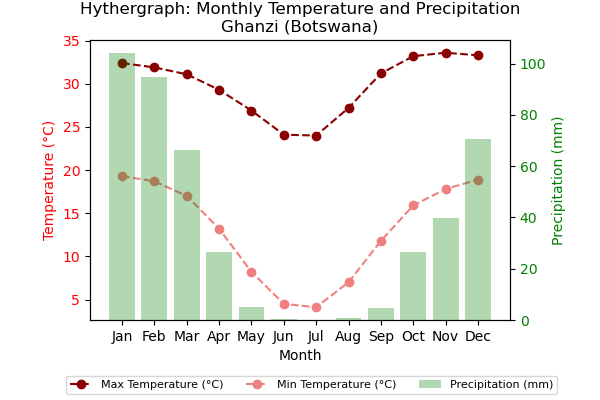 Hythergraph: Monthly Temperature and Precipitation
Ghanzi (Botswana)
35
30
25
20
15
10
5
Temperature (°C)
100
80
60
40
20
0
Precipitation (mm)
Jan Feb Mar Apr May Jun Jul Aug Sep Oct Nov Dec
Month
Max Temperature (°C) Min Temperature (°C) Precipitation (mm)